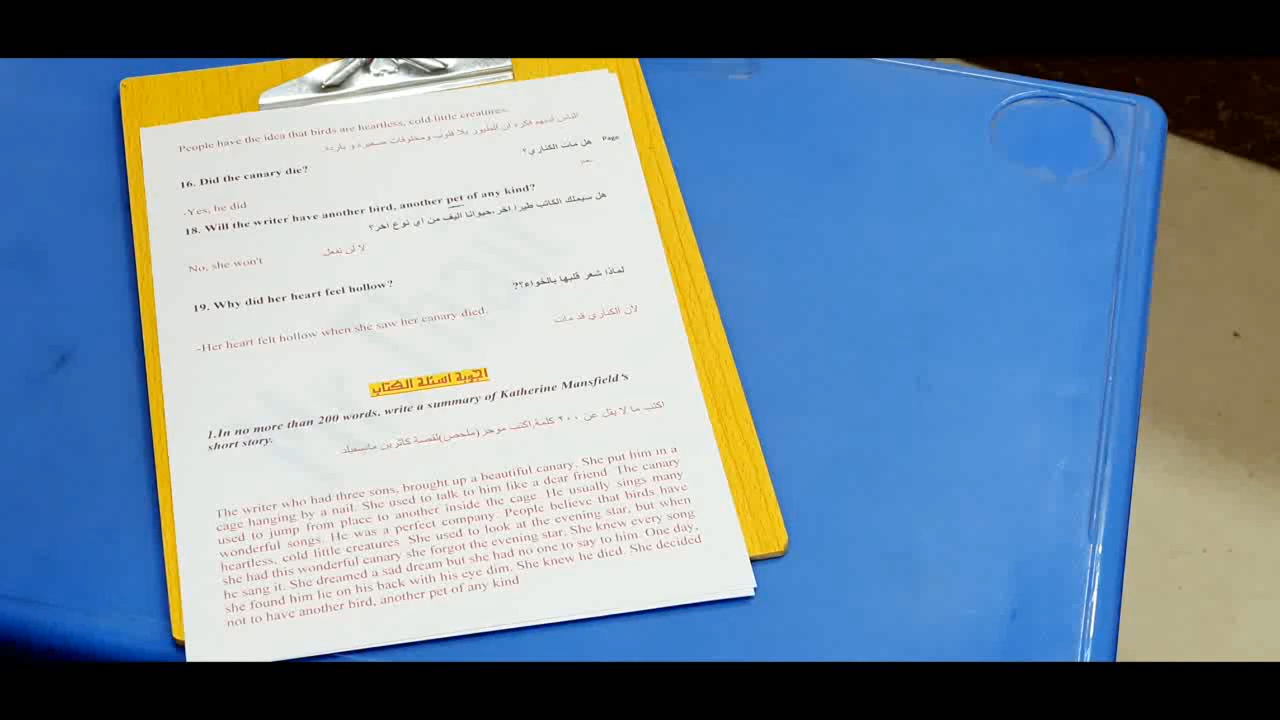 People have the idea that birds are heartless, cold little creatures.
الناس لديهم فكرة ان الطيور بلا قلوب ومخلوقات صغيرة و باردة.
Page
16. Did the canary die?
هل مات الكناري؟
-Yes, he did
نعم
18. Will the writer have another bird, another pet of any kind?
هل سيمتلك الكاتب طيرا اخر،حيوانا اليف من اي نوع اخر؟
No, she won't
لا لن تفعل
19. Why did her heart feel hollow?
لماذا شعر قلبها بالخواء؟?
-Her heart felt hollow when she saw her canary died.
لان الكناري قد مات
اجوبة اسئلة الكتاب
1.In no more than 200 words, write a summary of Katherine Mansfield's
short story.
اكتب ما لا يقل عن ٢٠٠ كلمة,اكتب موجز(ملخص)لقصة كاثرين مانسفيلد.
The writer who had three sons, brought up a beautiful canary. She put him in a
cage hanging by a nail. She used to talk to him like a dear friend. The canary
used to jump from place to another inside the cage. He usually sings many
wonderful songs. He was a perfect company. People believe that birds have
heartless, cold little creatures. She used to look at the evening star, but when
she had this wonderful canary she forgot the evening star. She knew every song
he sang it. She dreamed a sad dream but she had no one to say to him. One day,
she found him lie on his back with his eye dim. She knew he died. She decided
not to have another bird, another pet of any kind